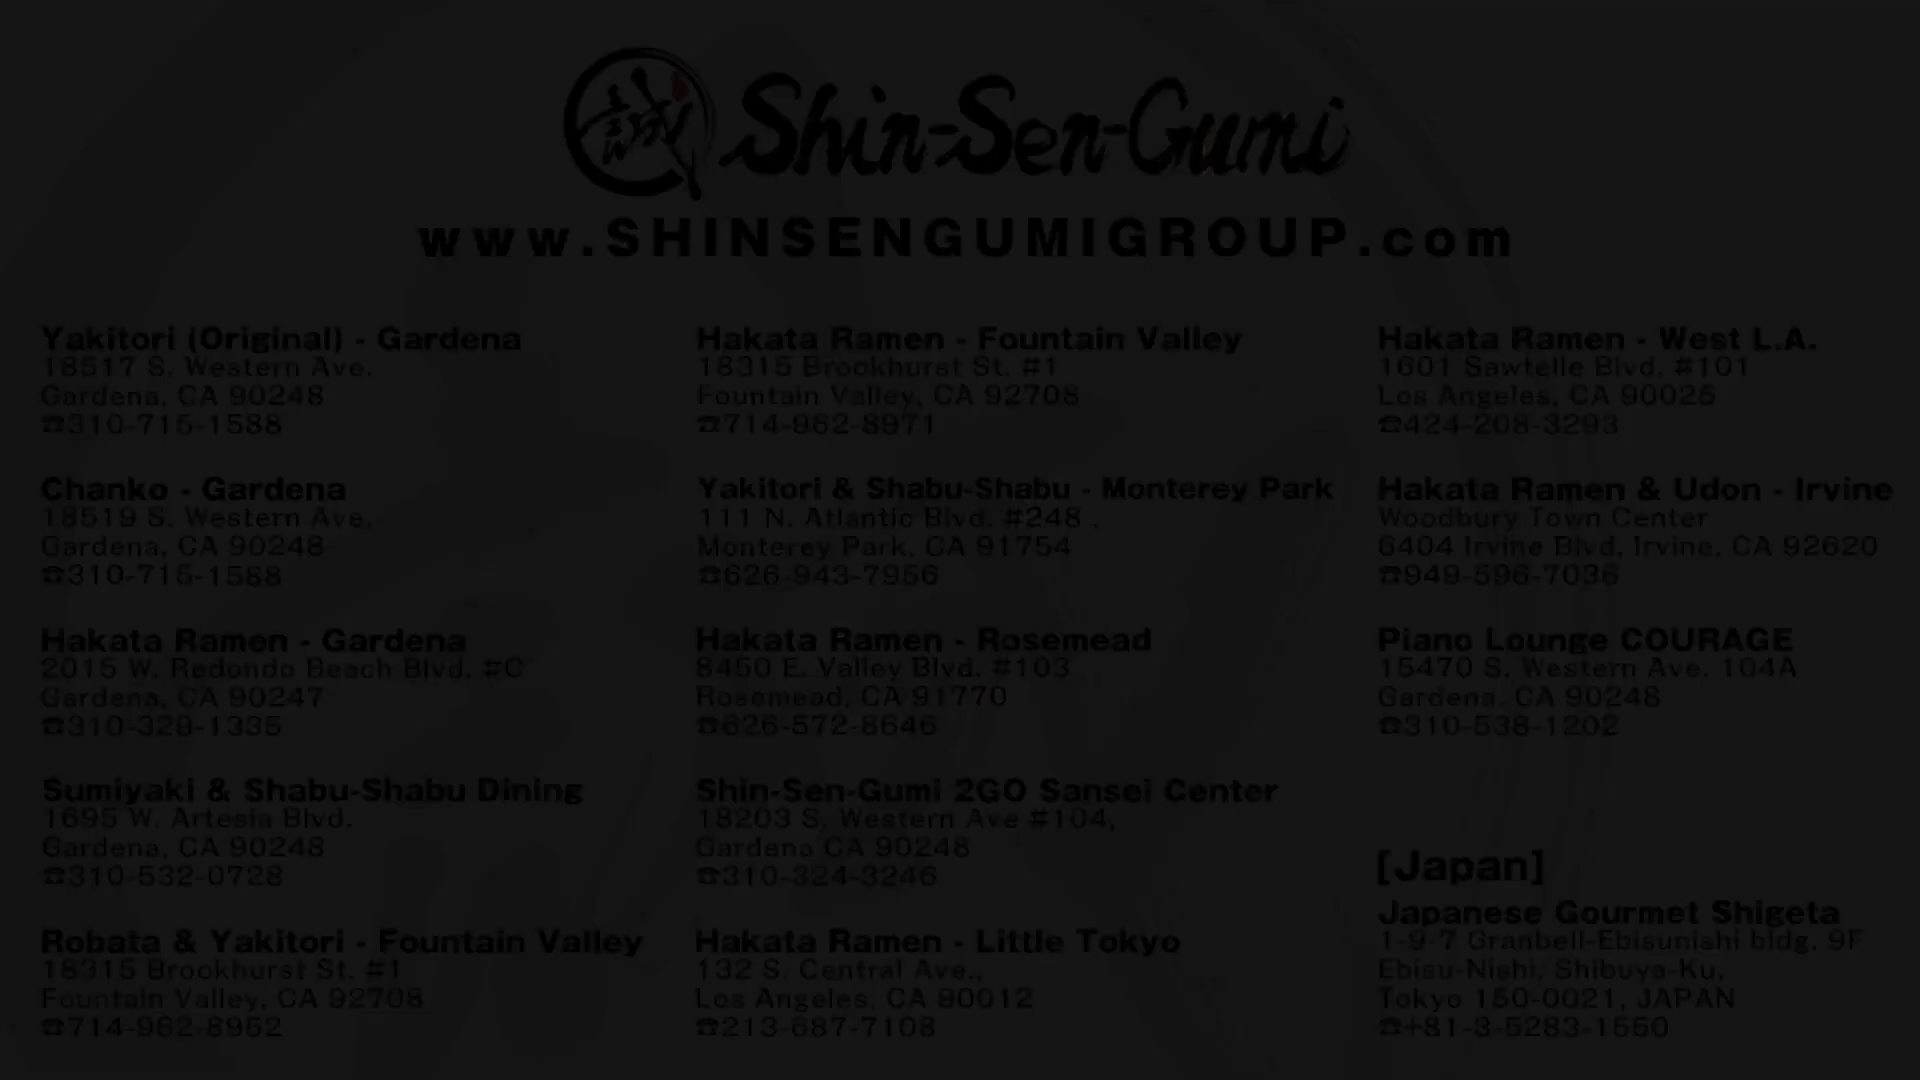 誠 Shin-Sen-Gumi
www.SHINSENGUMIGROUP.com
Yakitori (Original) - Gardena
18517 S. Western Ave.
Gardena, CA 90248
☎310-715-1588
Chanko - Gardena
18519 S. Western Ave.
Gardena, CA 90248
☎310-715-1588
Hakata Ramen - Gardena
2015 W. Redondo Beach Blvd. #C
Gardena, CA 90247
☎310-329-1335
Sumiyaki & Shabu-Shabu Dining
1695 W. Artesia Blvd.
Gardena, CA 90248
☎310-532-0728
Robata & Yakitori - Fountain Valley
18315 Brookhurst St. #1
Fountain Valley, CA 92708
☎714-962-8952
Hakata Ramen - Fountain Valley
18315 Brookhurst St. #1
Fountain Valley, CA 92708
☎714-962-8971
Yakitori & Shabu-Shabu - Monterey Park
111 N. Atlantic Blvd. #248 .
Monterey Park, CA 91754
☎626-943-7956
Hakata Ramen - Rosemead
8450 E. Valley Blvd. #103
Rosemead, CA 91770
☎626-572-8646
Shin-Sen-Gumi 2GO Sansei Center
18203 S. Western Ave #104,
Gardena CA 90248
☎310-324-3246
Hakata Ramen - Little Tokyo
132 S. Central Ave.,
Los Angeles, CA 90012
☎213-687-7108
Hakata Ramen - West L.A.
1601 Sawtelle Blvd. #101
Los Angeles, CA 90025
☎424-208-3293
Hakata Ramen & Udon - Irvine
Woodbury Town Center
6404 Irvine Blvd, Irvine, CA 92620
☎949-596-7036
Piano Lounge COURAGE
15470 S. Western Ave. 104A
Gardena, CA 90248
☎310-538-1202
[Japan]
Japanese Gourmet Shigeta
1-9-7 Granbell-Ebisunishi bldg. 9F
Ebisu-Nishi, Shibuya-Ku,
Tokyo 150-0021, JAPAN
☎+81-3-5283-1550